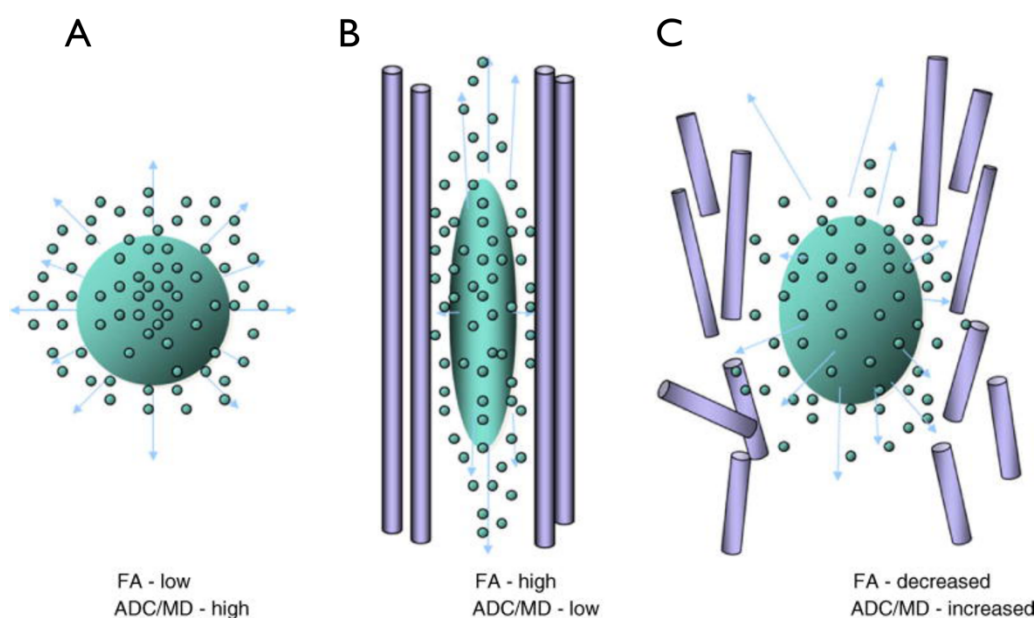 A
B
C
FA - low
ADC/MD - high
FA - high
ADC/MD - low
FA - decreased
ADC/MD - increased